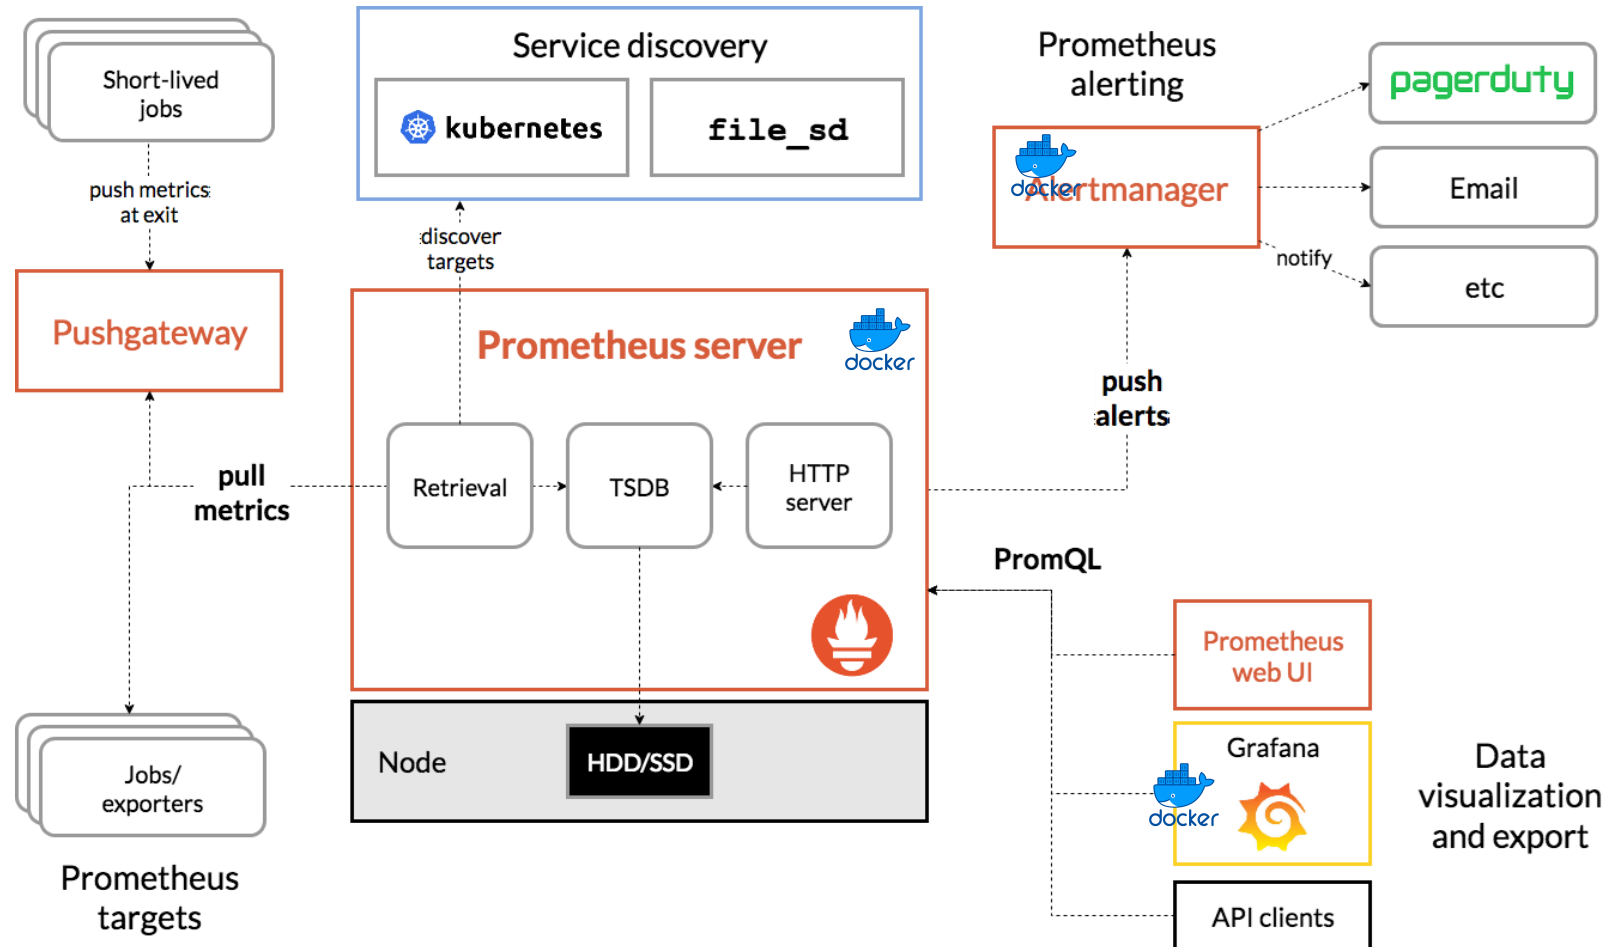 Short-lived
jobs
push metrics
at exit
Pushgateway
pull
metrics
Jobs/
exporters
Prometheus
targets
Service discovery
kubernetes
file_sd
discover
targets
Prometheus server
docker
Retrieval
TSDB
HTTP
server
Node
HDD/SSD
Prometheus
alerting
docker
Alertmanager
pagerduty
Email
notify
etc
push
alerts
PromQL
Prometheus
web UI
Grafana
docker
API clients
Data
visualization
and export